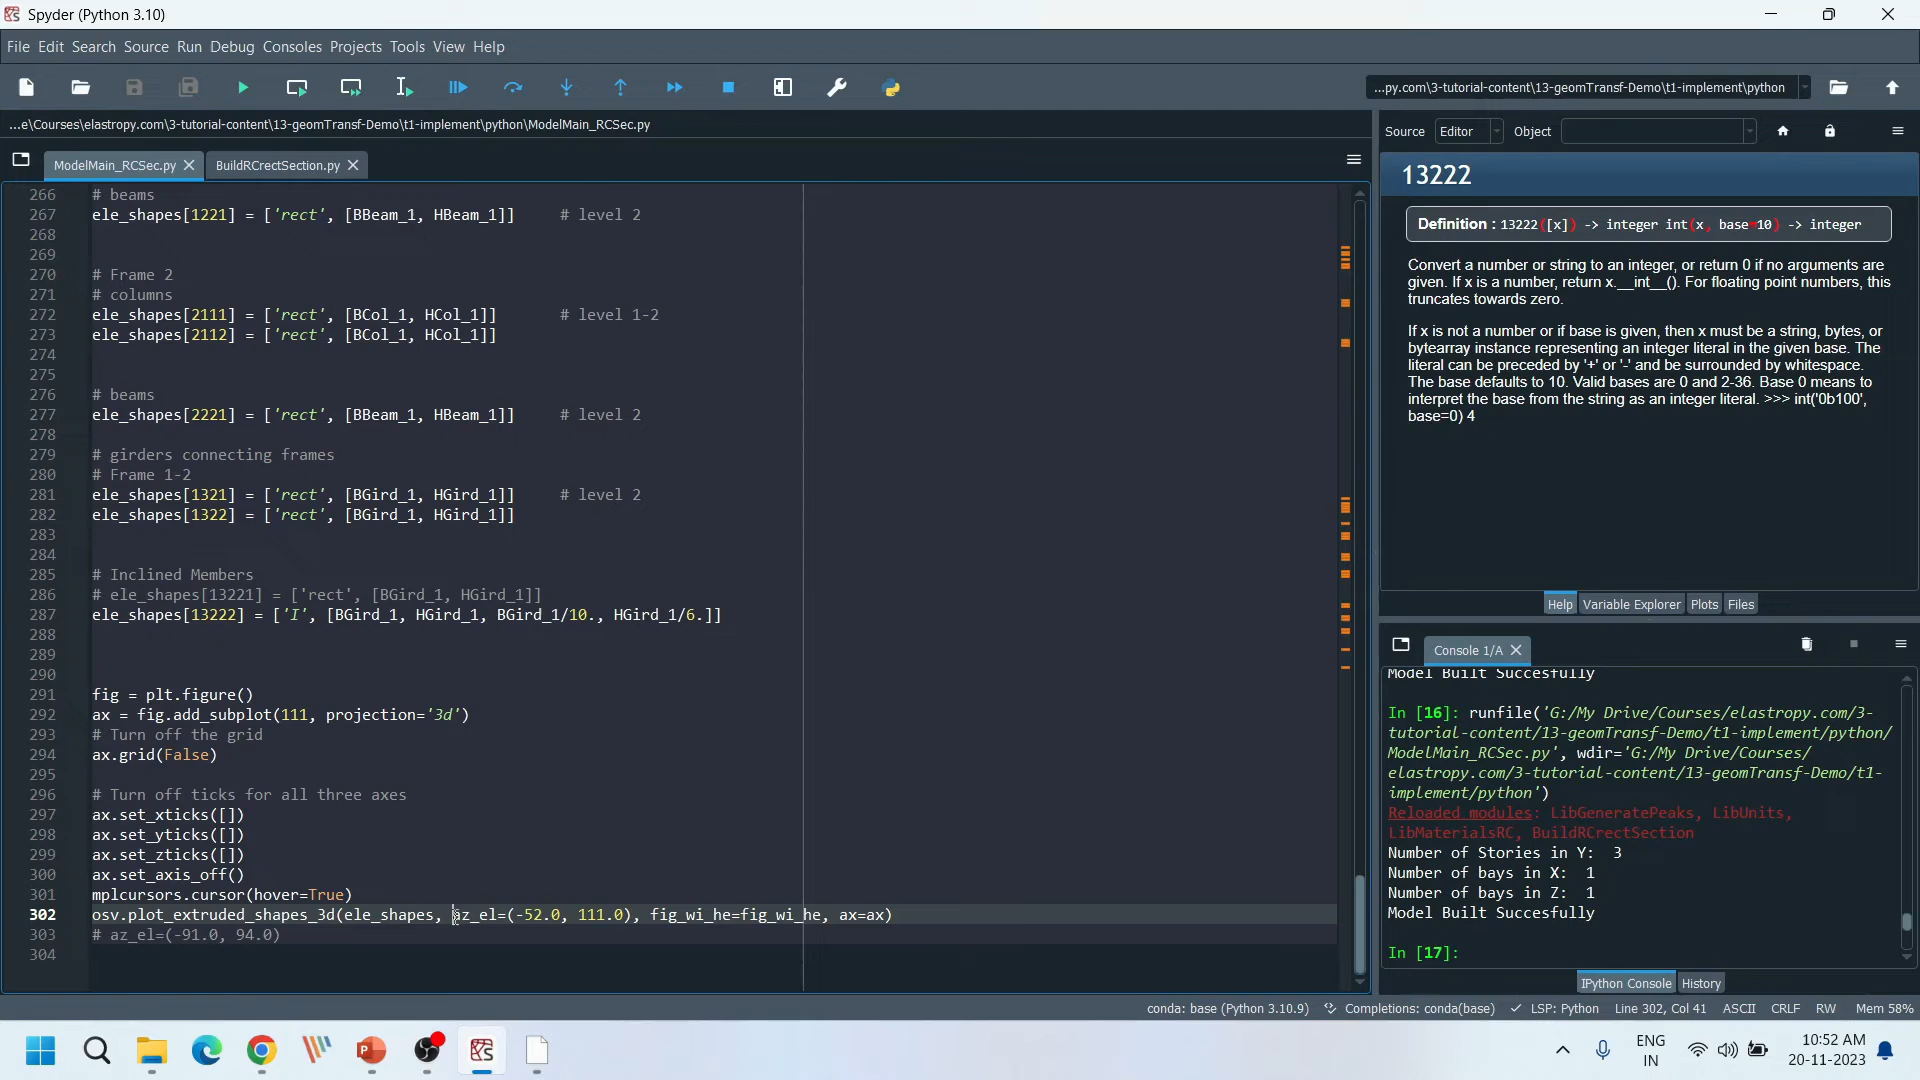 Spyder (Python 3.10)
File Edit Search Source Run Debug Consoles Projects Tools View Help
...py.com\3-tutorial-content\13-geomTransf-Demo\t1-implement\python
...e\Courses\elastropy.com\3-tutorial-content\13-geomTransf-Demo\t1-implement\python\ModelMain_RCSec.py
ModelMain_RCSec.py BuildRCrectSection.py
266 # beams
267 ele_shapes[1221] = ['rect', [BBeam_1, HBeam_1]] # level 2
268
269
270 # Frame 2
271 # columns
272 ele_shapes[2111] = ['rect', [BCol_1, HCol_1]] # level 1-2
273 ele_shapes[2112] = ['rect', [BCol_1, HCol_1]]
274
275
276 # beams
277 ele_shapes[2221] = ['rect', [BBeam_1, HBeam_1]] # level 2
278
279 # girders connecting frames
280 # Frame 1-2
281 ele_shapes[1321] = ['rect', [BGird_1, HGird_1]] # level 2
282 ele_shapes[1322] = ['rect', [BGird_1, HGird_1]]
283
284
285 # Inclined Members
286 # ele_shapes[13221] = ['rect', [BGird_1, HGird_1]]
287 ele_shapes[13222] = ['I', [BGird_1, HGird_1, BGird_1/10., HGird_1/6.]]
288
289
290
291 fig = plt.figure()
292 ax = fig.add_subplot(111, projection='3d')
293 # Turn off the grid
294 ax.grid(False)
295
296 # Turn off ticks for all three axes
297 ax.set_xticks([])
298 ax.set_yticks([])
299 ax.set_zticks([])
300 ax.set_axis_off()
301 mplcursors.cursor(hover=True)
302 osv.plot_extruded_shapes_3d(ele_shapes, az_el=(-52.0, 111.0), fig_wi_he=fig_wi_he, ax=ax)
303 # az_el=(-91.0, 94.0)
304
Source Editor Object
13222
Definition : 13222([x]) -> integer int(x, base=10) -> integer
Convert a number or string to an integer, or return 0 if no arguments are
given. If x is a number, return x.__int__(). For floating point numbers, this
truncates towards zero.
If x is not a number or if base is given, then x must be a string, bytes, or
bytearray instance representing an integer literal in the given base. The
literal can be preceded by '+' or '-' and be surrounded by whitespace.
The base defaults to 10. Valid bases are 0 and 2-36. Base 0 means to
interpret the base from the string as an integer literal. >>> int('0b100',
base=0) 4
Help Variable Explorer Plots Files
Console 1/A
Model Built Succesfully
In [16]: runfile('G:/My Drive/Courses/elastropy.com/3-
tutorial-content/13-geomTransf-Demo/t1-implement/python/
ModelMain_RCSec.py', wdir='G:/My Drive/Courses/
elastropy.com/3-tutorial-content/13-geomTransf-Demo/t1-
implement/python')
Reloaded modules: LibGeneratePeaks, LibUnits,
LibMaterialsRC, BuildRCrectSection
Number of Stories in Y: 3
Number of bays in X: 1
Number of bays in Z: 1
Model Built Succesfully
In [17]:
IPython Console History
conda: base (Python 3.10.9) Completions: conda(base) LSP: Python Line 302, Col 41 ASCII CRLF RW Mem 58%
ENG
IN
10:52 AM
20-11-2023